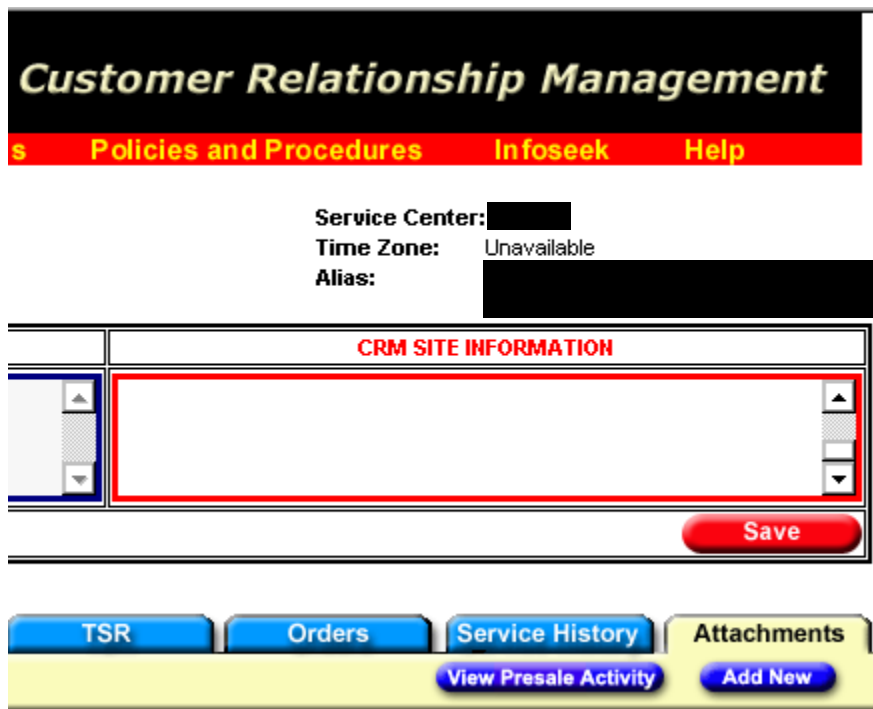 Customer Relationship Management
s Policies and Procedures Infoseek Help
Service Center:
Time Zone: Unavailable
Alias:
CRM SITE INFORMATION
Save
TSR Orders Service History Attachments
View Presale Activity Add New